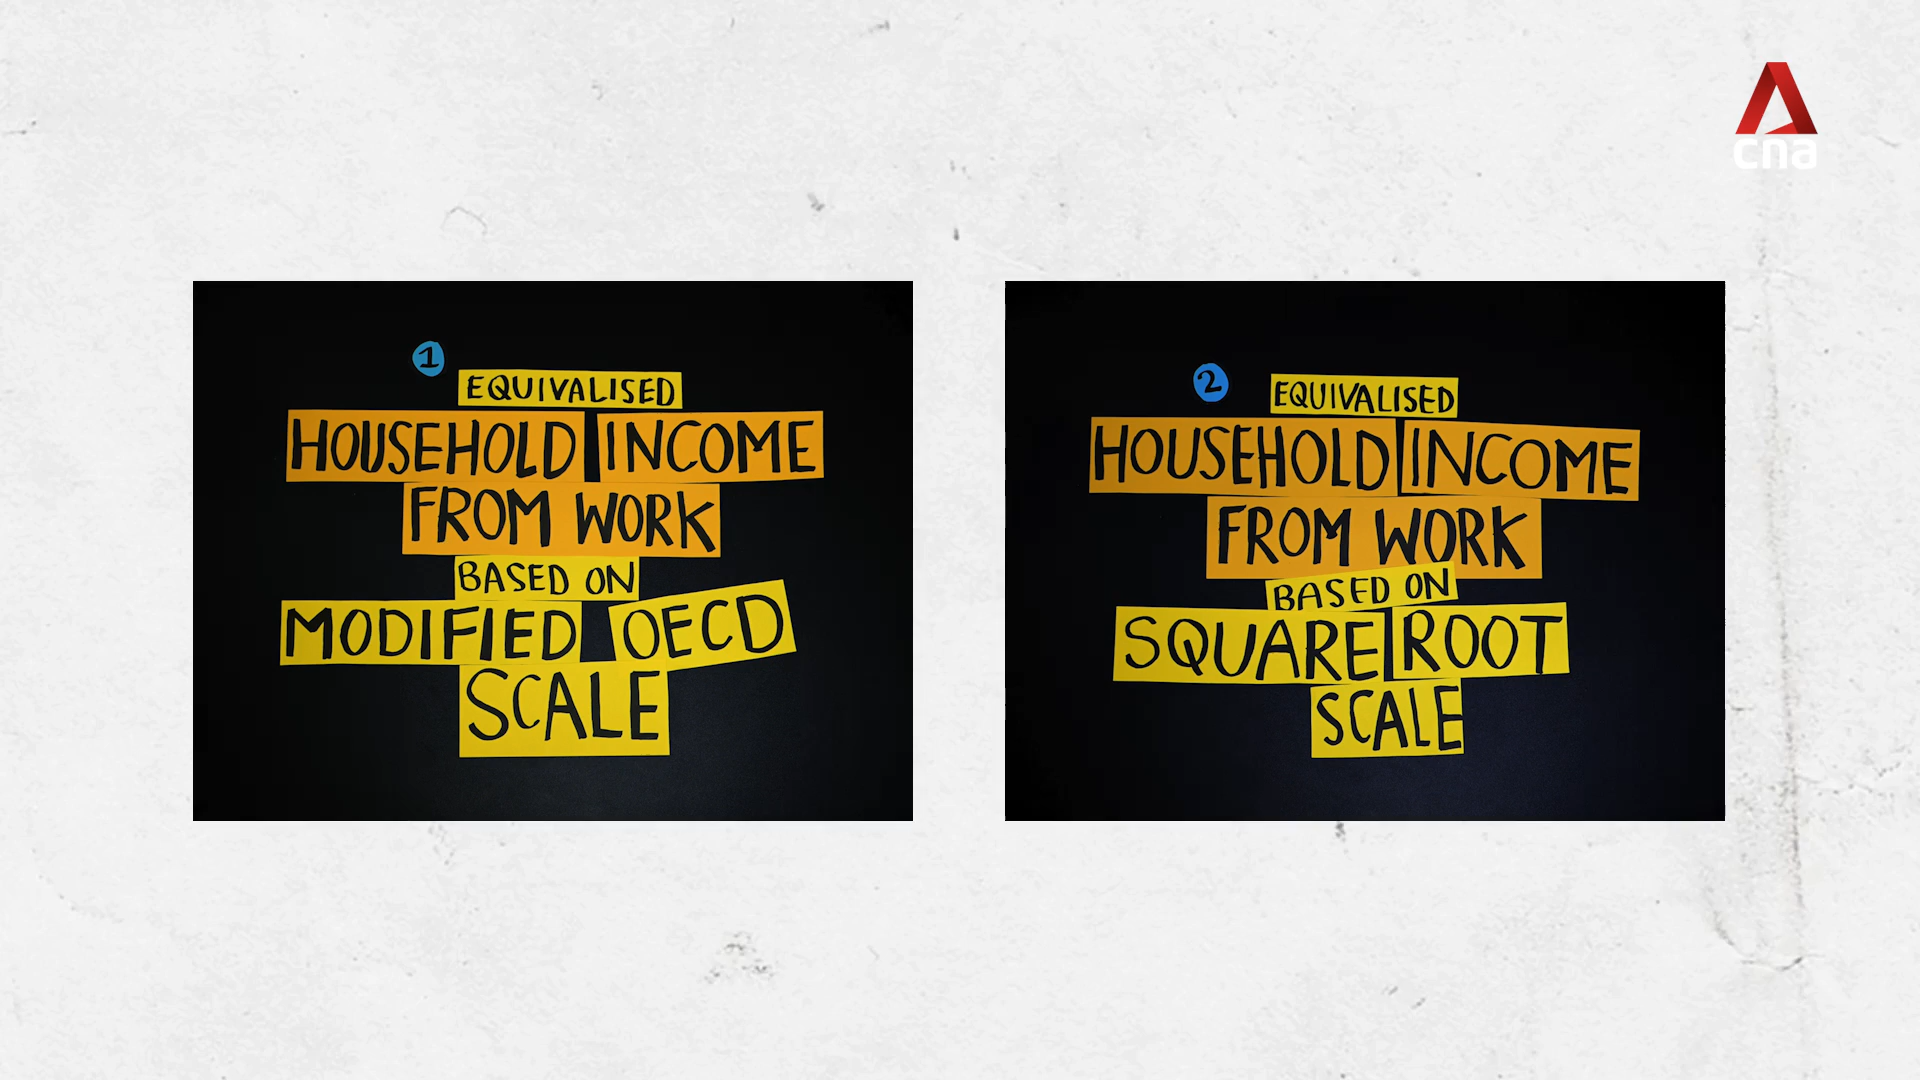 cna
1
EQUIVALISED
HOUSEHOLD INCOME
FROM WORK
BASED ON
MODIFIED OECD
SCALE
2
EQUIVALISED
HOUSEHOLD INCOME
FROM WORK
BASED ON
SQUARE ROOT
SCALE